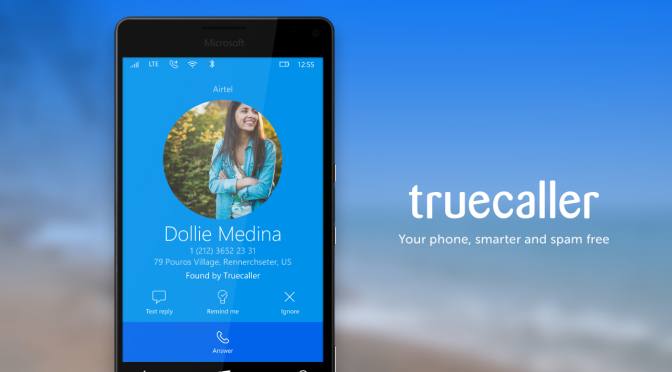 Microsoft
LTE
12:55
Airtel
Dollie Medina
1 (212) 3652 23 31
79 Pouros Village, Rennerchseter, US
Found by Truecaller
Text reply
Remind me
Ignore
Answer
truecaller
Your phone, smarter and spam free